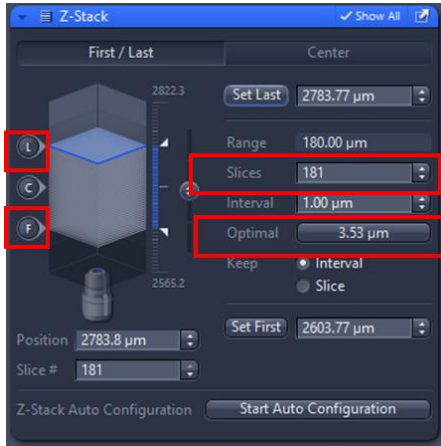 Z-Stack Show All
First / Last Center
2822.3 Set Last 2783.77 µm
L Range 180.00 µm
Slices 181
C Interval 1.00 µm
F Optimal 3.53 µm
Keep Interval
2565.2 Slice
Set First 2603.77 µm
Position 2783.8 µm
Slice # 181
Z-Stack Auto Configuration Start Auto Configuration